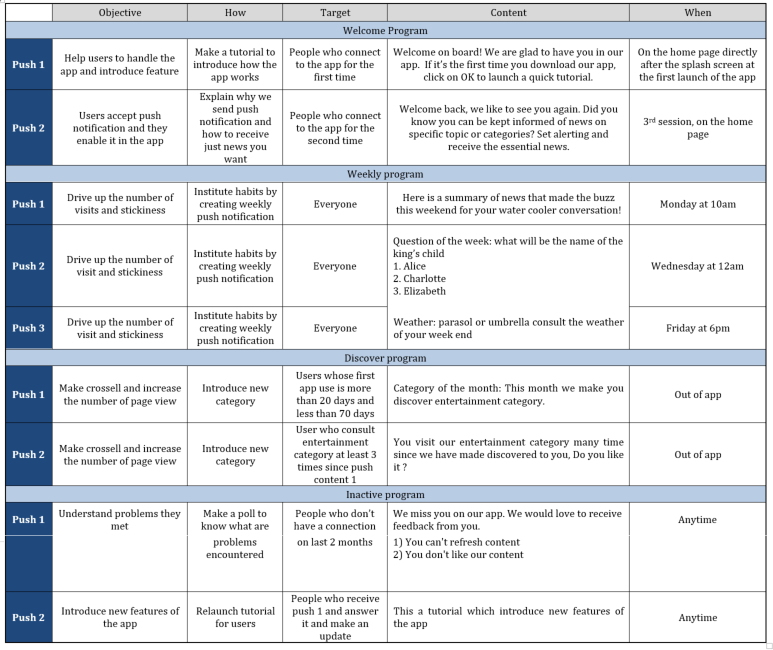 Objective How Target Content When
Welcome Program
Push 1
Help users to handle the
app and introduce feature
Make a tutorial to
introduce how the
app works
People who connect
to the app for the
first time
Welcome on board! We are glad to have you in our
app. If it's the first time you download our app,
click on OK to launch a quick tutorial.
On the home page directly
after the splash screen at
the first launch of the app
Push 2
Users accept push
notification and they
enable it in the app
Explain why we
send push
notification and
how to receive
just news you
want
People who connect
to the app for the
second time
Welcome back, we like to see you again. Did you
know you can be kept informed of news on
specific topic or categories? Set alerting and
receive the essential news.
3rd session, on the home
page
Weekly program
Push 1
Drive up the number of
visits and stickiness
Institute habits by
creating weekly
push notification
Everyone
Here is a summary of news that made the buzz
this weekend for your water cooler conversation!
Monday at 10am
Push 2
Drive up the number of
visit and stickiness
Institute habits by
creating weekly
push notification
Everyone
Question of the week: what will be the name of the
king's child
1. Alice
2. Charlotte
3. Elizabeth
Wednesday at 12am
Push 3
Drive up the number of
visit and stickiness
Institute habits by
creating weekly
push notification
Everyone
Weather: parasol or umbrella consult the weather
of your week end
Friday at 6pm
Discover program
Push 1
Make crossell and increase
the number of page view
Introduce new
category
Users whose first
app use is more
than 20 days and
less than 70 days
Category of the month: This month we make you
discover entertainment category.
Out of app
Push 2
Make crossell and increase
the number of page view
Introduce new
category
User who consult
entertainment
category at least 3
times since push
content 1
You visit our entertainment category many time
since we have made discovered to you, Do you like
it ?
Out of app
Inactive program
Push 1
Understand problems they
met
Make a poll to
know what are
problems
encountered
People who don't
have a connection
on last 2 months
We miss you on our app. We would love to receive
feedback from you.
1) You can't refresh content
2) You don't like our content
Anytime
Push 2
Introduce new features of
the app
Relaunch tutorial
for users
People who receive
push 1 and answer
it and make an
update
This a tutorial which introduce new features of
the app
Anytime